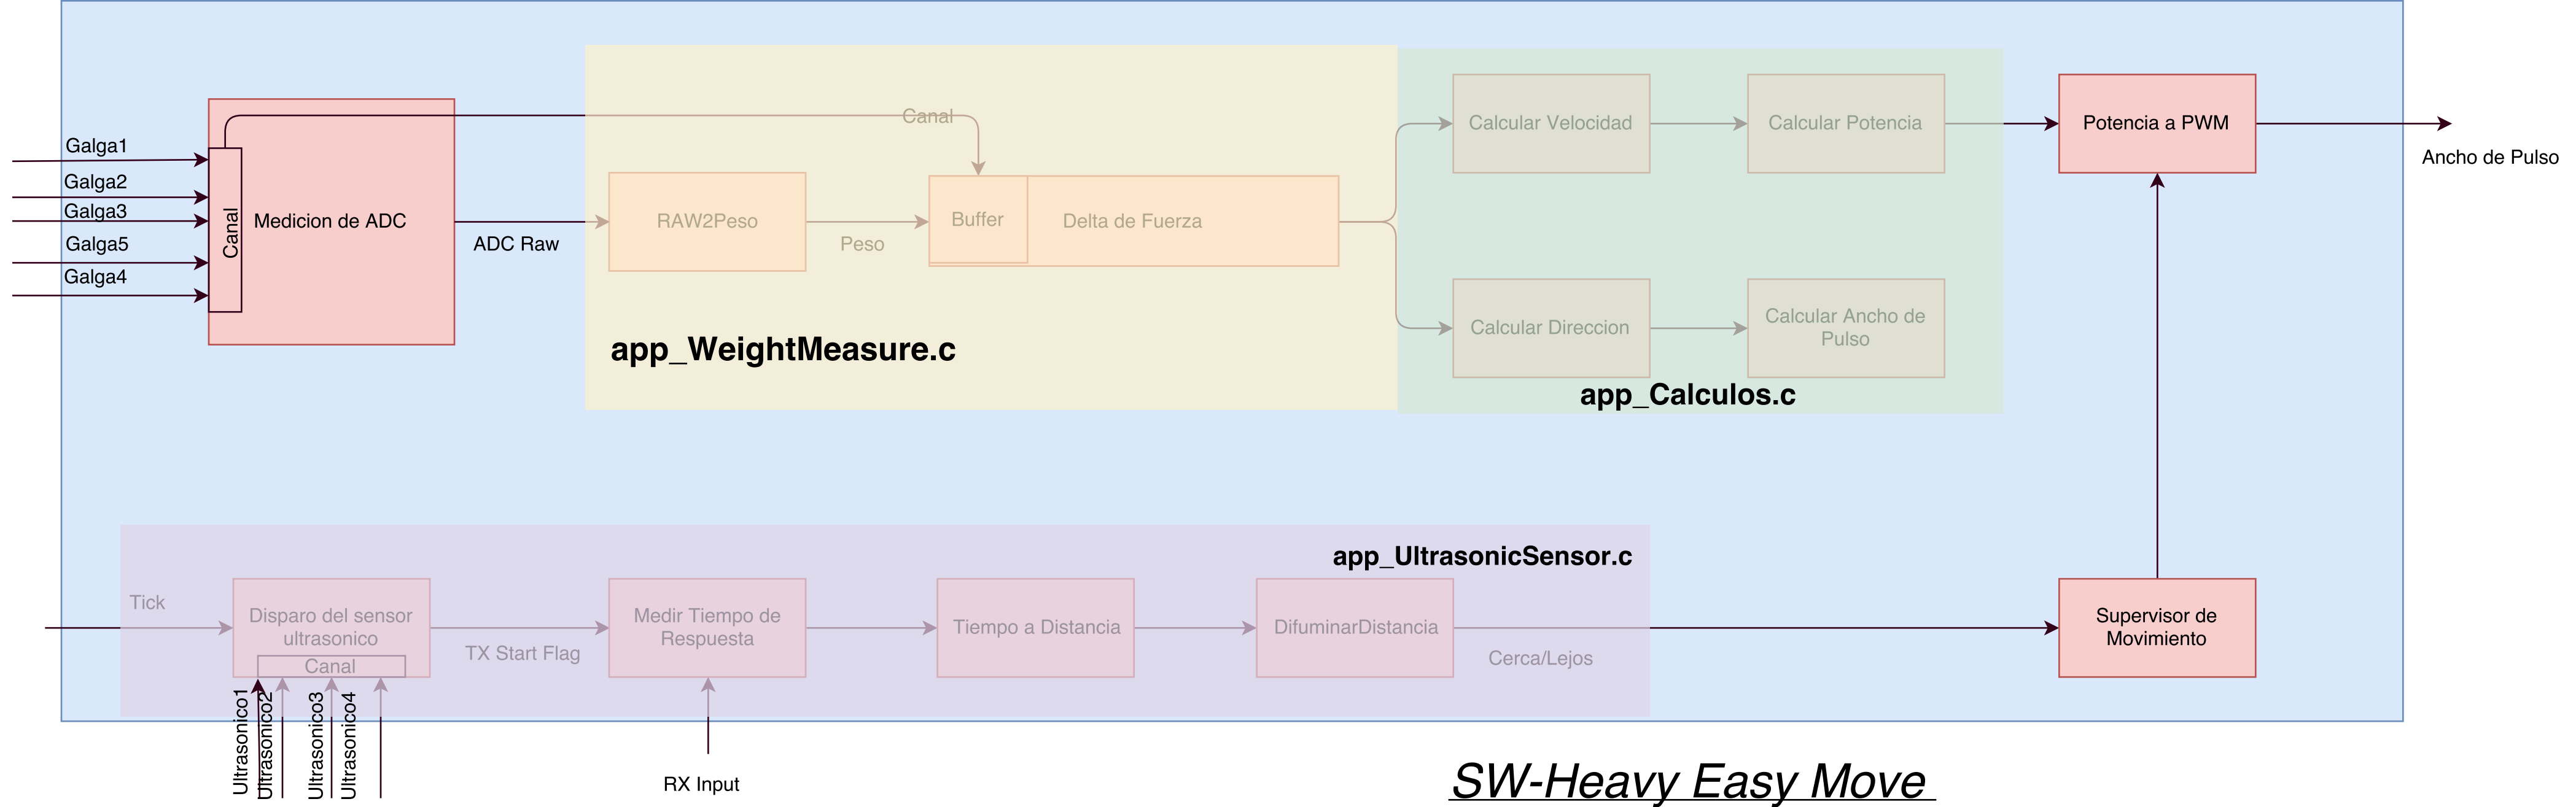 Galga1
Galga2
Galga3
Galga5
Galga4
Canal
Medicion de ADC
ADC Raw
Canal
RAW2Peso
Peso
Buffer
Delta de Fuerza
app_WeightMeasure.c
Calcular Velocidad
Calcular Potencia
Calcular Direccion
Calcular Ancho de
Pulso
app_Calculos.c
Potencia a PWM
Ancho de Pulso
app_UltrasonicSensor.c
Tick
Disparo del sensor
ultrasonico
Canal
TX Start Flag
Medir Tiempo de
Respuesta
Tiempo a Distancia
DifuminarDistancia
Cerca/Lejos
Supervisor de
Movimiento
Ultrasonico1
Ultrasonico2
Ultrasonico3
Ultrasonico4
RX Input
SW-Heavy Easy Move